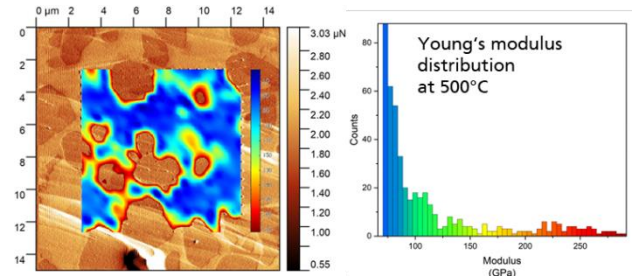 0 µm 2 4 6 8 10 12 14
0
2
4
6
8
10
12
14
3.03 µN
2.80
2.60
2.40
2.20
2.00
1.80
1.60
1.40
1.20
1.00
0.55
Young's modulus
distribution
at 500°C
Counts
80
60
40
20
0
100 150 200 250
Modulus
(GPa)